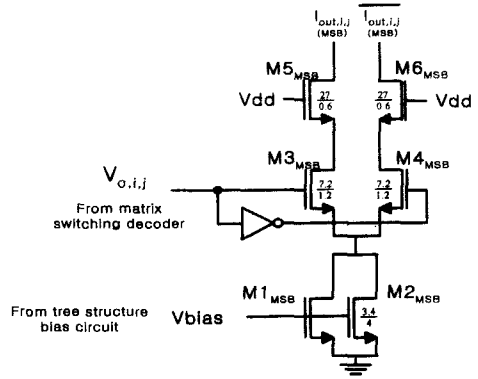 Iout,i,j Iout,i,j
(MSB) (MSB)
M5MSB M6MSB
Vdd 27/0.6 27/0.6 Vdd
M3MSB M4MSB
Vo,i,j 7.2/1.2 7.2/1.2
From matrix
switching decoder
M1MSB M2MSB
From tree structure
bias circuit
Vbias 3.4/4